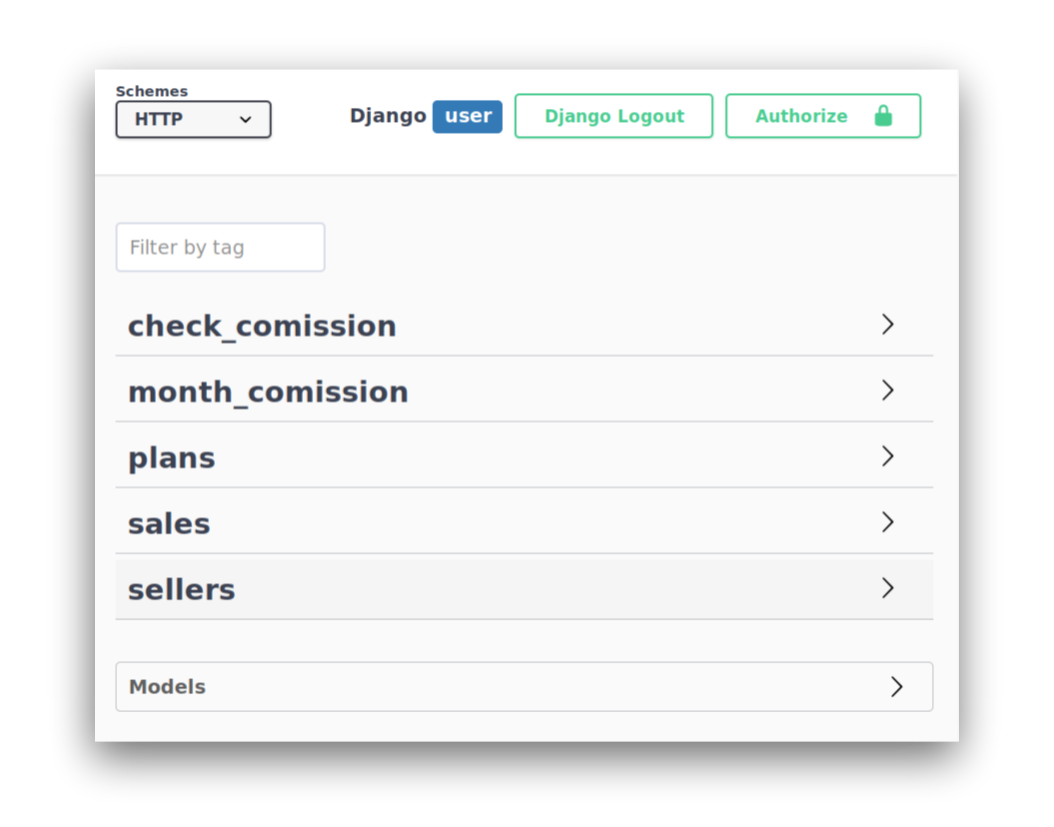 Schemes
HTTP
Django user Django Logout Authorize
Filter by tag
check_comission
month_comission
plans
sales
sellers
Models